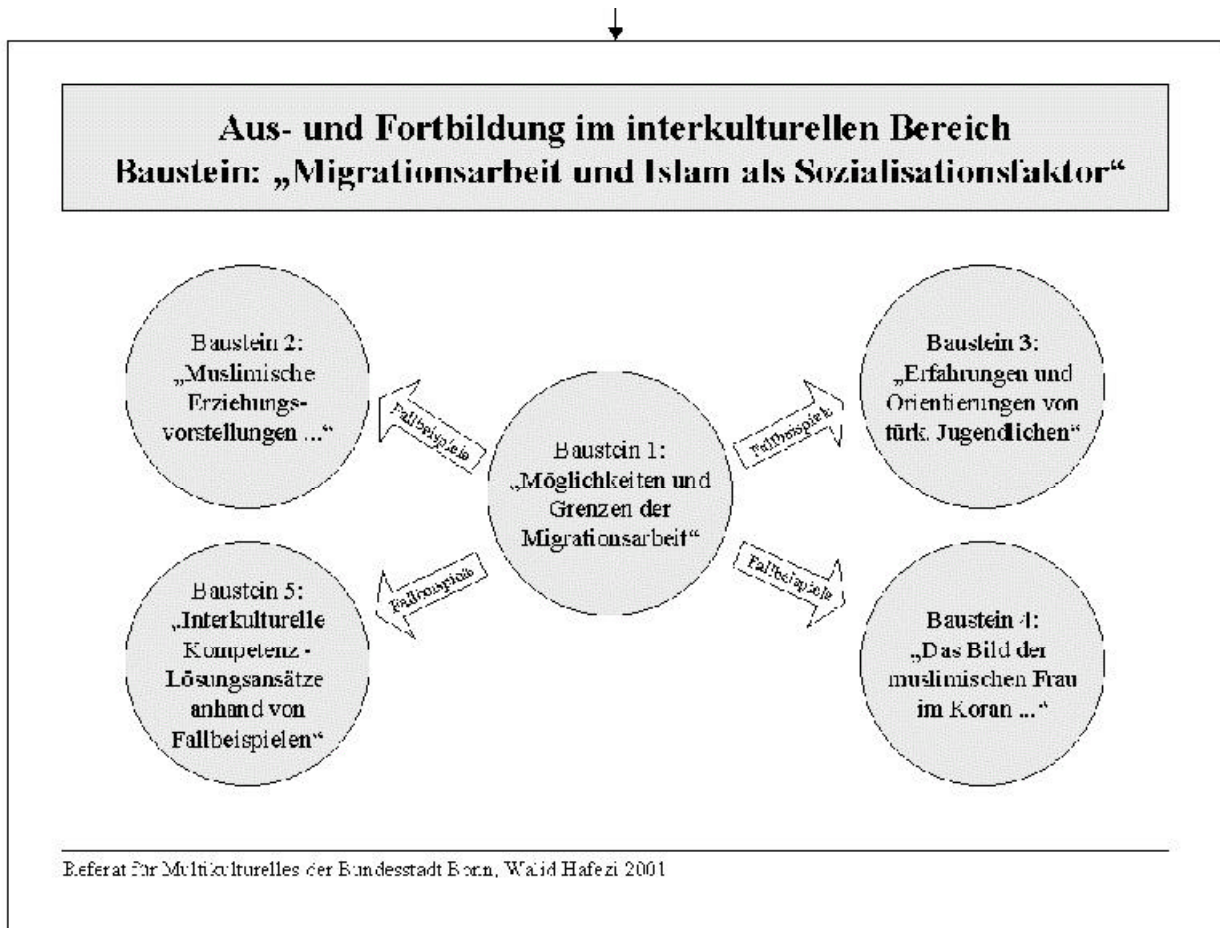 Aus- und Fortbildung im interkulturellen Bereich
Baustein: „Migrationsarbeit und Islam als Sozialisationsfaktor“
Baustein 2:
„Muslimische
Erziehungs-
vorstellungen ...“
Fallbeispiele
Baustein 1:
„Möglichkeiten und
Grenzen der
Migrationsarbeit“
Fallbeispiele
Baustein 3:
„Erfahrungen und
Orientierungen von
türk. Jugendlichen“
Fallbeispiele
Baustein 5:
„Interkulturelle
Kompetenz -
Lösungsansätze
anhand von
Fallbeispielen“
Fallbeispiele
Baustein 4:
„Das Bild der
muslimischen Frau
im Koran ...“
Referat für Multikulturelles der Bundesstadt Bonn, Walid Hafezi 2001